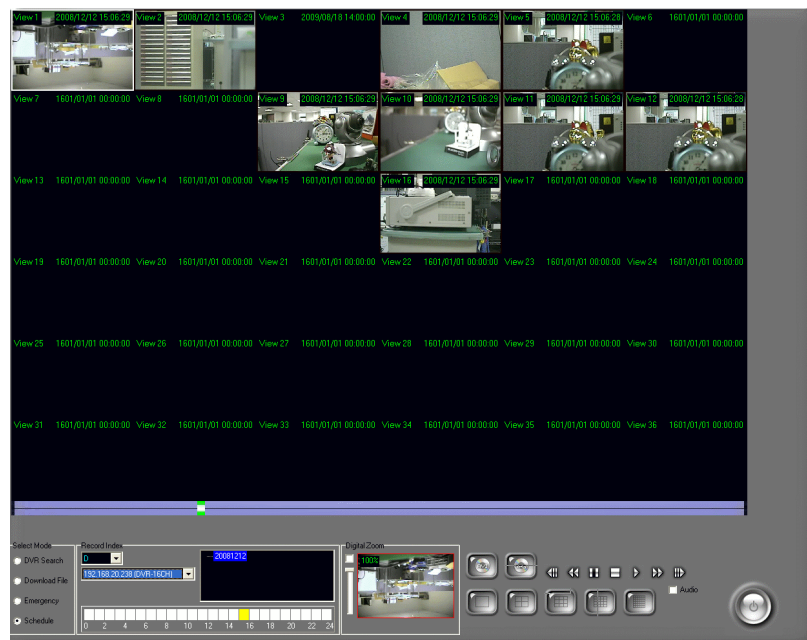 View 1 2008/12/12 15:06:29 View 2 2008/12/12 15:06:29 View 3 2009/08/18 14:00:00 View 4 2008/12/12 15:06:29 View 5 2008/12/12 15:06:28 View 6 1601/01/01 00:00:00
View 7 1601/01/01 00:00:00 View 8 1601/01/01 00:00:00 View 9 2008/12/12 15:06:29 View 10 2008/12/12 15:06:29 View 11 2008/12/12 15:06:29 View 12 2008/12/12 15:06:28
View 13 1601/01/01 00:00:00 View 14 1601/01/01 00:00:00 View 15 1601/01/01 00:00:00 View 16 2008/12/12 15:06:29 View 17 1601/01/01 00:00:00 View 18 1601/01/01 00:00:00
View 19 1601/01/01 00:00:00 View 20 1601/01/01 00:00:00 View 21 1601/01/01 00:00:00 View 22 1601/01/01 00:00:00 View 23 1601/01/01 00:00:00 View 24 1601/01/01 00:00:00
View 25 1601/01/01 00:00:00 View 26 1601/01/01 00:00:00 View 27 1601/01/01 00:00:00 View 28 1601/01/01 00:00:00 View 29 1601/01/01 00:00:00 View 30 1601/01/01 00:00:00
View 31 1601/01/01 00:00:00 View 32 1601/01/01 00:00:00 View 33 1601/01/01 00:00:00 View 34 1601/01/01 00:00:00 View 35 1601/01/01 00:00:00 View 36 1601/01/01 00:00:00
Select Mode
DVR Search
Download File
Emergency
Schedule
Record Index
D
192.168.20.238 (DVR-16CH)
20081212
0 2 4 6 8 10 12 14 16 18 20 22 24
Digital Zoom
100%
Audio